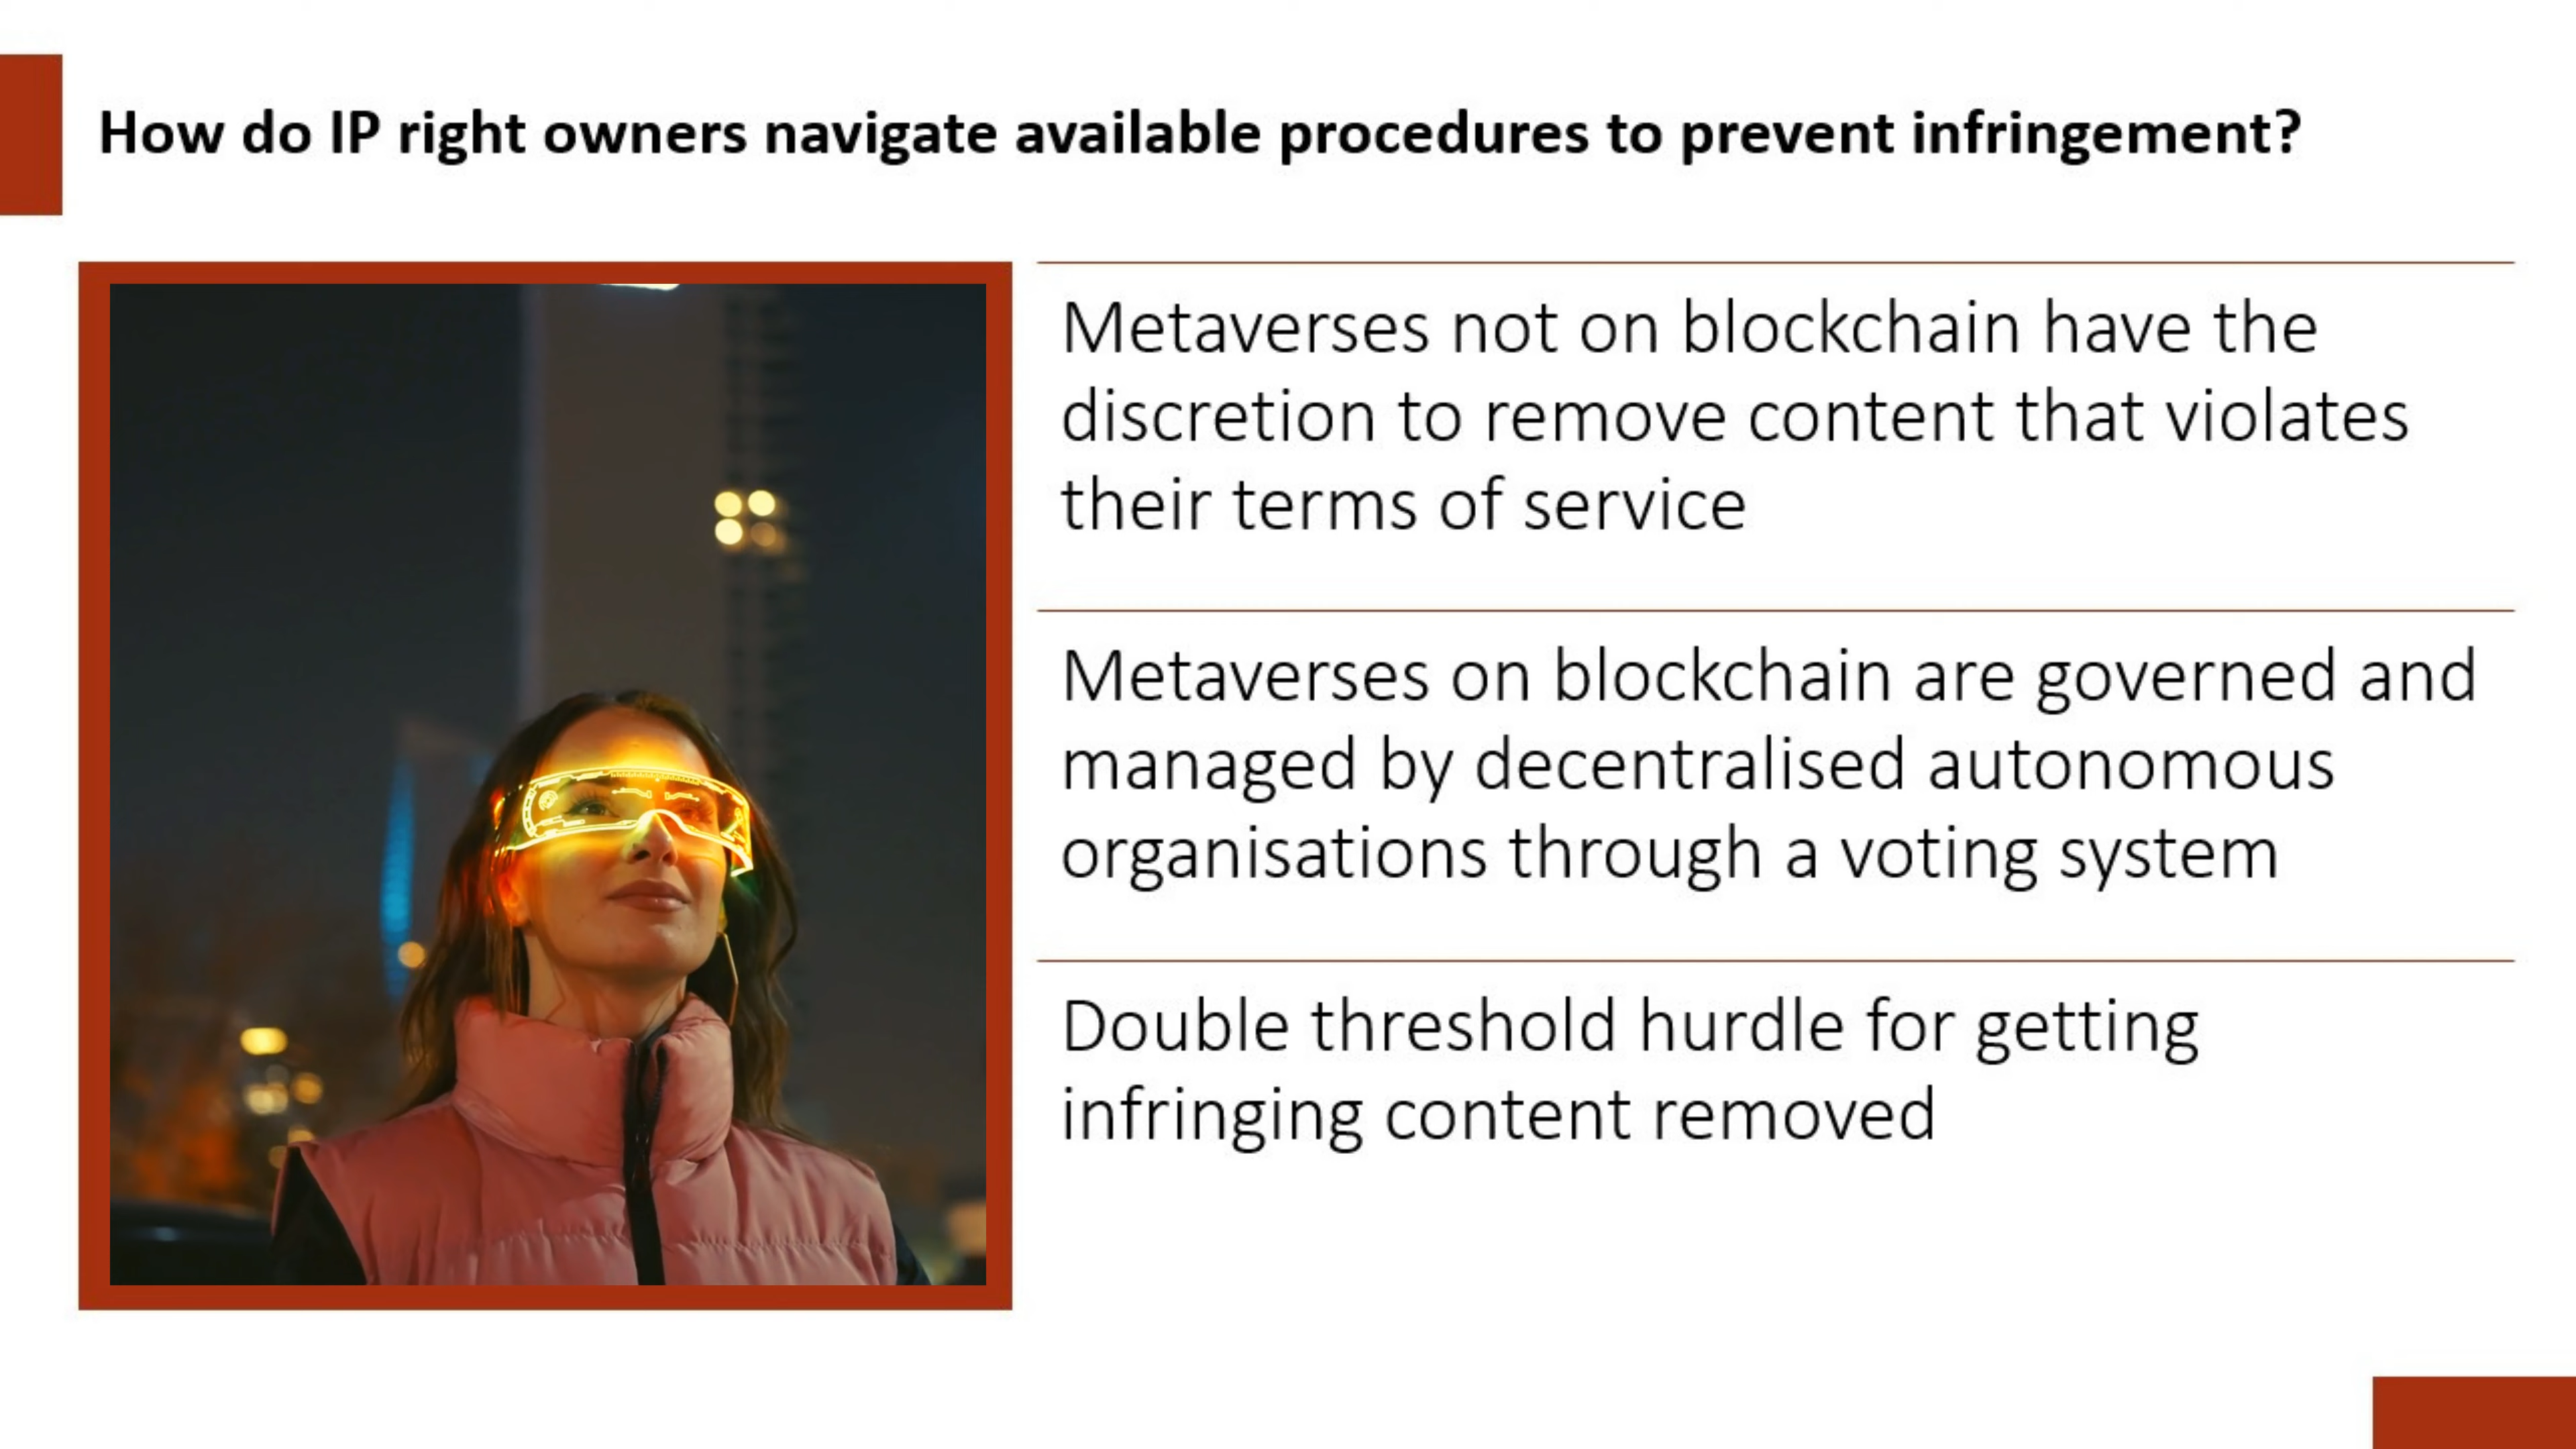 How do IP right owners navigate available procedures to prevent infringement?
Metaverses not on blockchain have the
discretion to remove content that violates
their terms of service
Metaverses on blockchain are governed and
managed by decentralised autonomous
organisations through a voting system
Double threshold hurdle for getting
infringing content removed